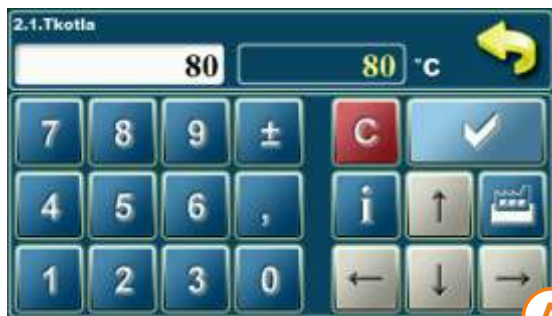 2.1.Tkotla
80 80 °C
7 8 9 ± C
4 5 6 , i ↑
1 2 3 0 ← ↓ →